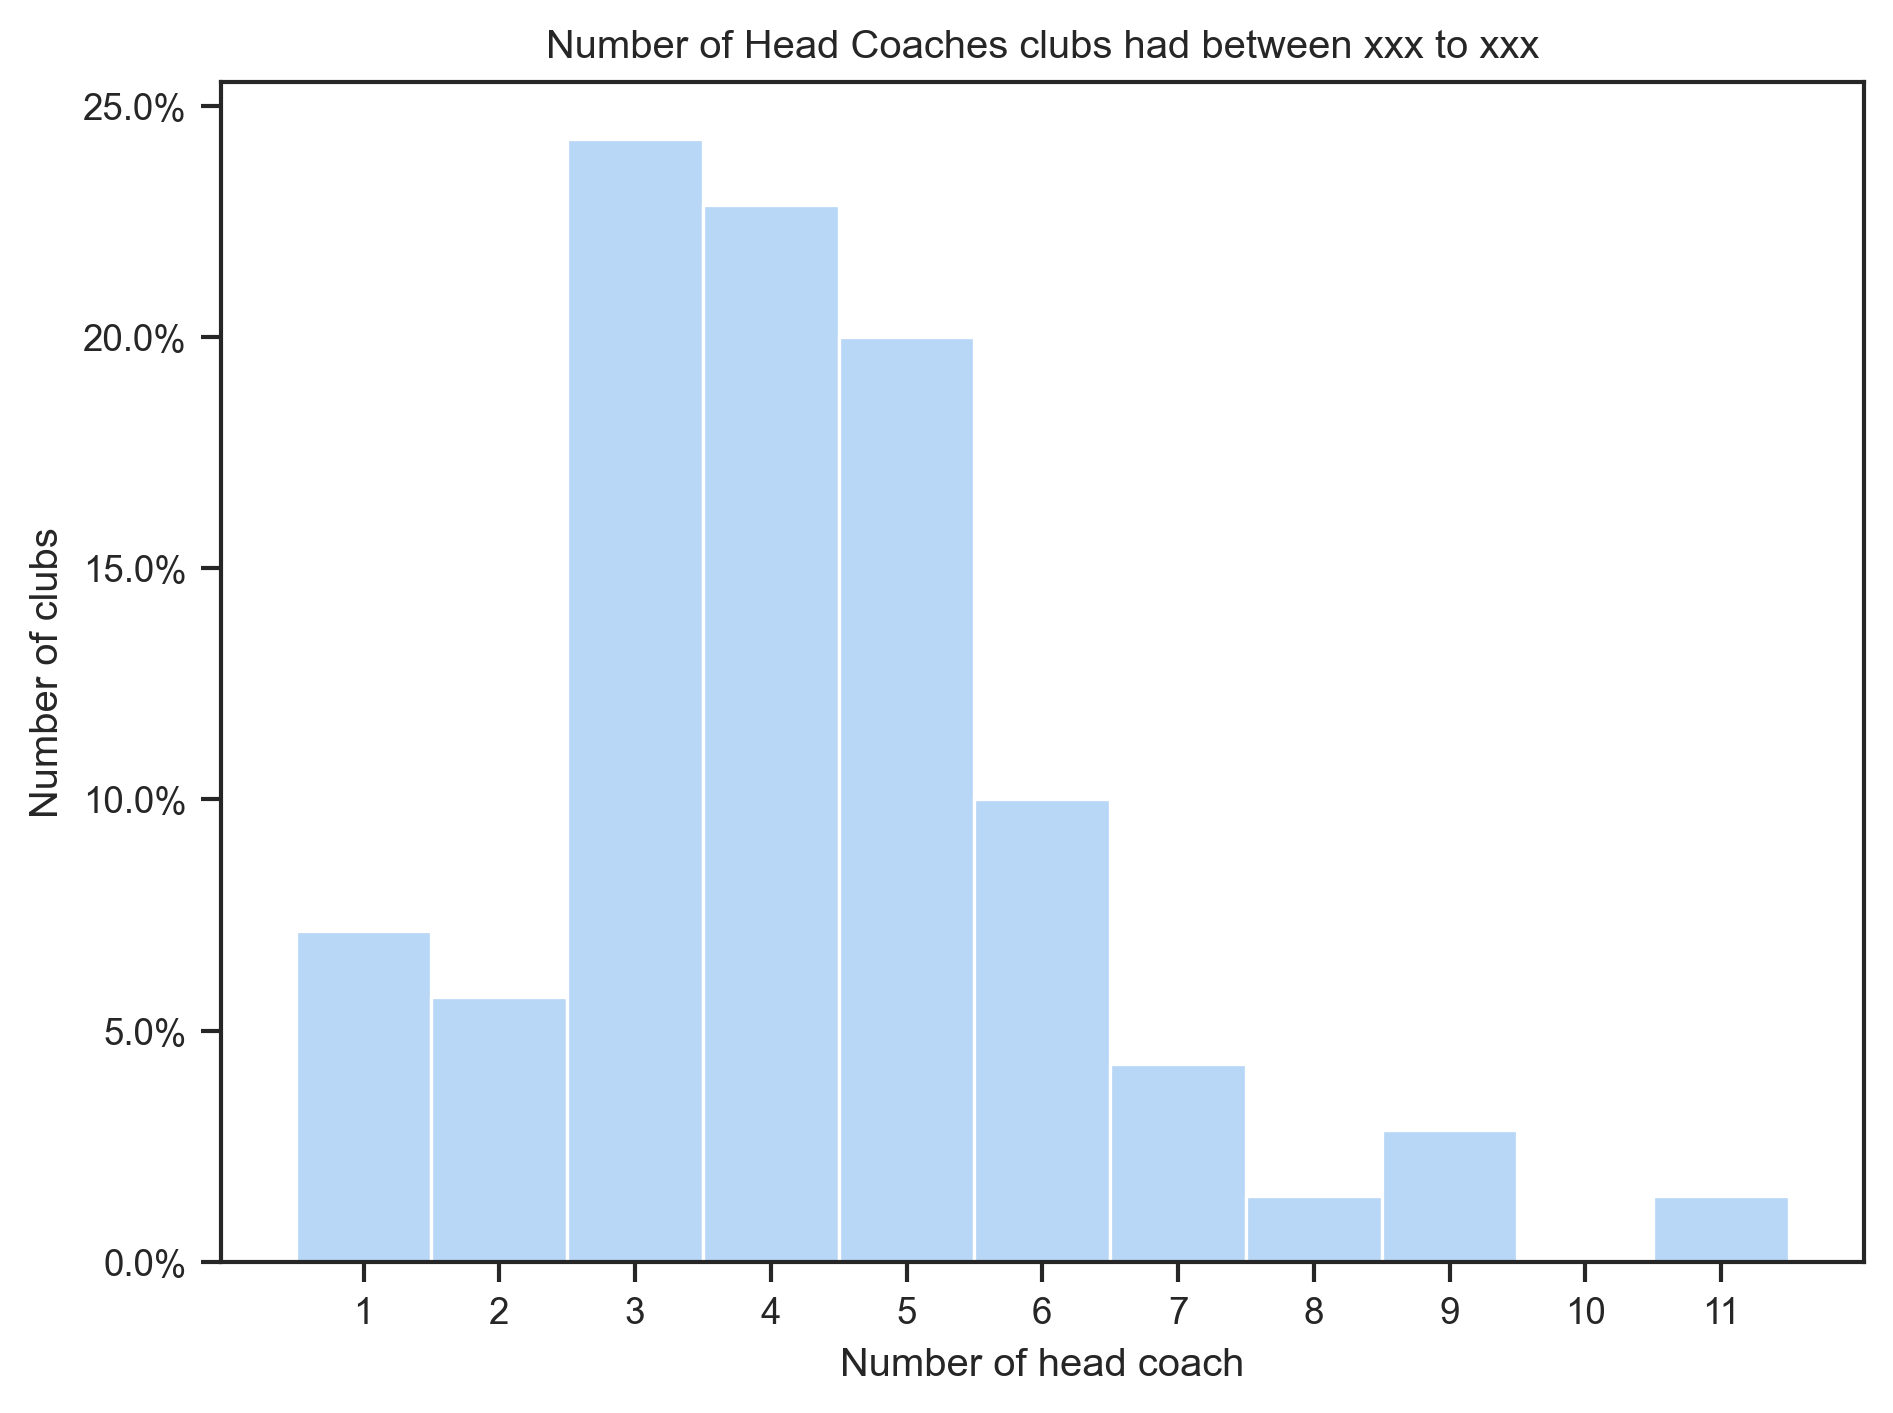 Number of Head Coaches clubs had between xxx to xxx
25.0%
20.0%
15.0%
10.0%
5.0%
0.0%
Number of clubs
1 2 3 4 5 6 7 8 9 10 11
Number of head coach